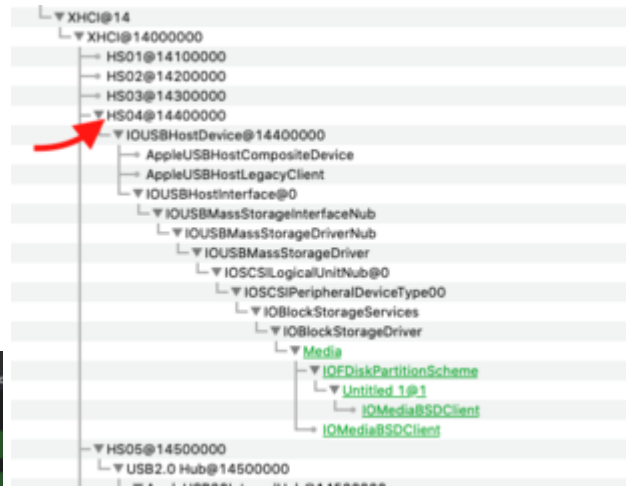 XHCI@14
XHCI@14000000
HS01@14100000
HS02@14200000
HS03@14300000
HS04@14400000
IOUSBHostDevice@14400000
AppleUSBHostCompositeDevice
AppleUSBHostLegacyClient
IOUSBHostInterface@0
IOUSBMassStorageInterfaceNub
IOUSBMassStorageDriverNub
IOUSBMassStorageDriver
IOSCSILogicalUnitNub@0
IOSCSIPeripheralDeviceType00
IOBlockStorageServices
IOBlockStorageDriver
Media
IOFDiskPartitionScheme
Untitled 1@1
IOMediaBSDClient
IOMediaBSDClient
HS05@14500000
USB2.0 Hub@14500000